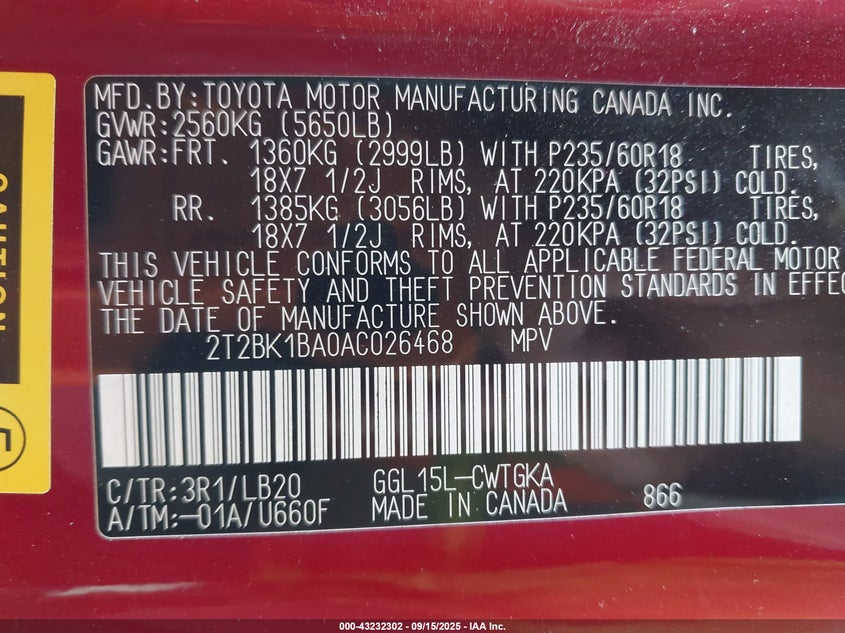 MFD.BY:TOYOTA MOTOR MANUFACTURING CANADA INC.
GVWR:2560KG (5650LB)
GAWR:FRT. 1360KG (2999LB) WITH P235/60R18 TIRES,
18X7 1/2J RIMS, AT 220KPA (32PSI) COLD.
RR. 1385KG (3056LB) WITH P235/60R18 TIRES,
18X7 1/2J RIMS, AT 220KPA (32PSI) COLD.
THIS VEHICLE CONFORMS TO ALL APPLICABLE FEDERAL MOTOR
VEHICLE SAFETY AND THEFT PREVENTION STANDARDS IN EFFEC
THE DATE OF MANUFACTURE SHOWN ABOVE.
2T2BK1BA0AC026468 MPV
C/TR:3R1/LB20 GGL15L-CWTGKA
A/TM:-01A/U660F MADE IN CANADA 866
CAUTION
000-43232302 - 09/15/2025 - IAA Inc.